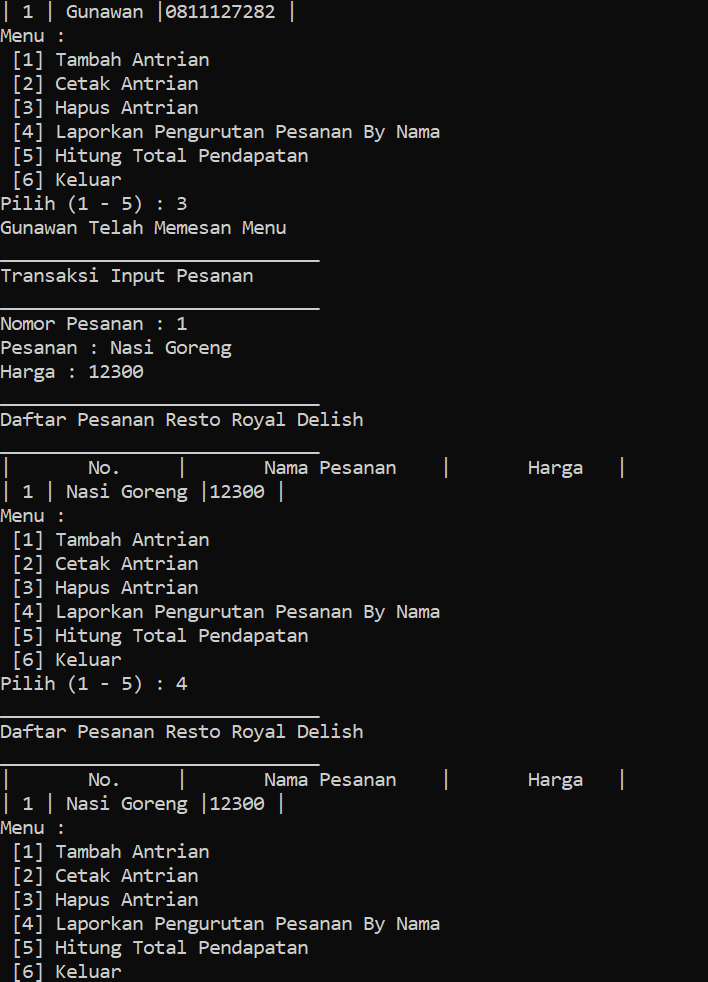 | 1 | Gunawan |0811127282 |
Menu :
[1] Tambah Antrian
[2] Cetak Antrian
[3] Hapus Antrian
[4] Laporkan Pengurutan Pesanan By Nama
[5] Hitung Total Pendapatan
[6] Keluar
Pilih (1 - 5) : 3
Gunawan Telah Memesan Menu
_____________________________
Transaksi Input Pesanan
_____________________________
Nomor Pesanan : 1
Pesanan : Nasi Goreng
Harga : 12300
_____________________________
Daftar Pesanan Resto Royal Delish
_____________________________
| No. | Nama Pesanan | Harga |
| 1 | Nasi Goreng |12300 |
Menu :
[1] Tambah Antrian
[2] Cetak Antrian
[3] Hapus Antrian
[4] Laporkan Pengurutan Pesanan By Nama
[5] Hitung Total Pendapatan
[6] Keluar
Pilih (1 - 5) : 4
_____________________________
Daftar Pesanan Resto Royal Delish
_____________________________
| No. | Nama Pesanan | Harga |
| 1 | Nasi Goreng |12300 |
Menu :
[1] Tambah Antrian
[2] Cetak Antrian
[3] Hapus Antrian
[4] Laporkan Pengurutan Pesanan By Nama
[5] Hitung Total Pendapatan
[6] Keluar